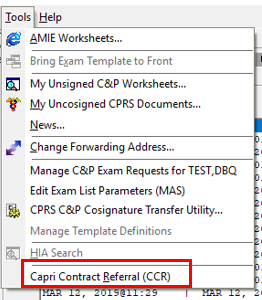 Tools Help
AMIE Worksheets...
Bring Exam Template to Front
My Unsigned C&P Worksheets...
My Uncosigned CPRS Documents...
News...
Change Forwarding Address...
Manage C&P Exam Requests for TEST,DBQ
Edit Exam List Parameters (MAS)
CPRS C&P Cosignature Transfer Utility...
Manage Template Definitions
HIA Search
Capri Contract Referral (CCR)
MAR 12, 2019@11:29 MAR 12, 20